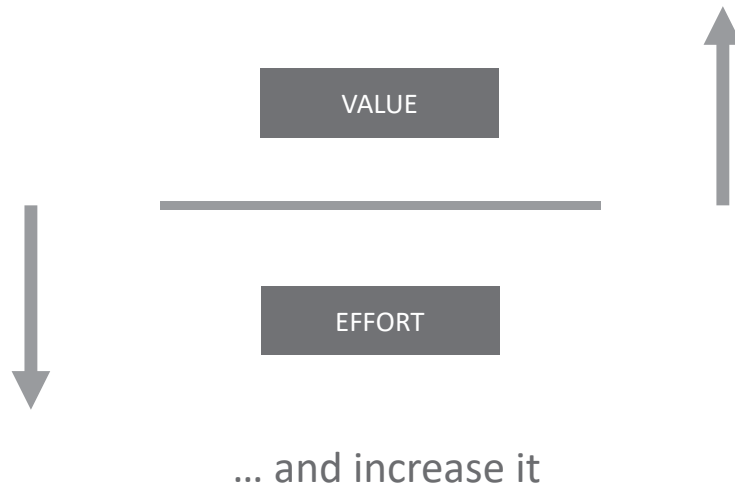 VALUE
EFFORT
… and increase it